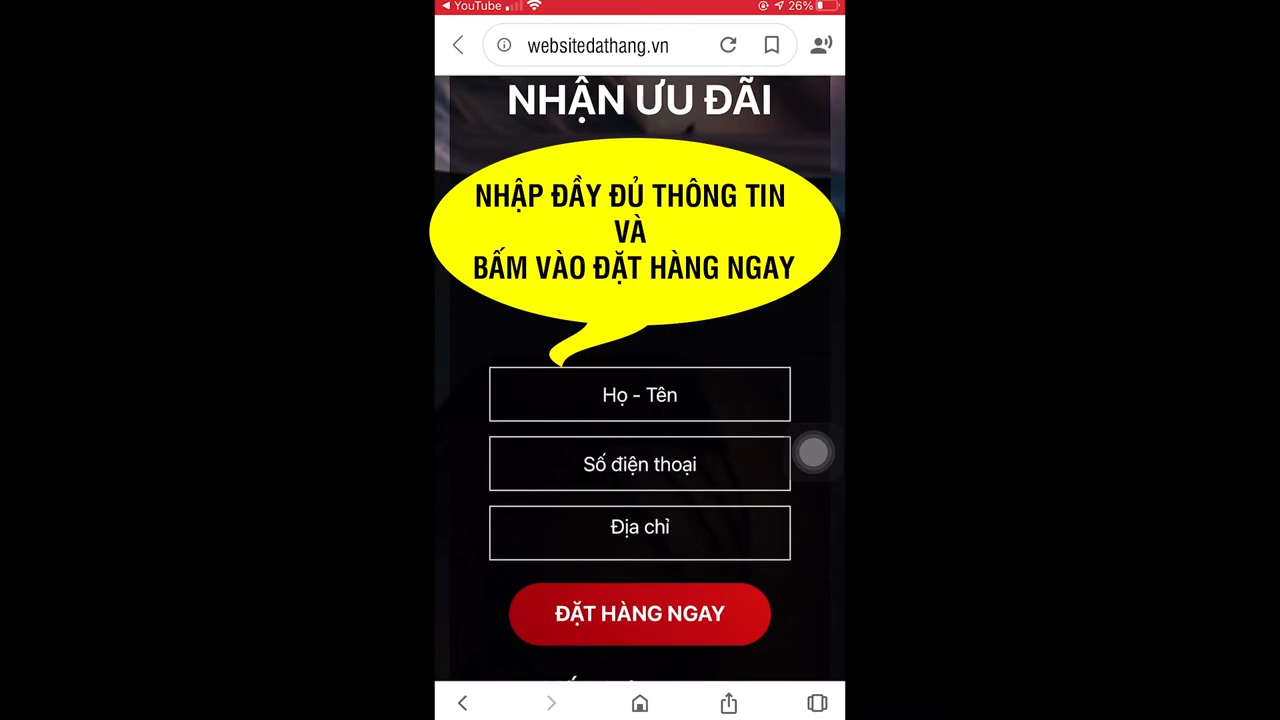 YouTube
26%
websitedathang.vn
NHẬN ƯU ĐÃI
NHẬP ĐẦY ĐỦ THÔNG TIN
VÀ
BẤM VÀO ĐẶT HÀNG NGAY
Họ - Tên
Số điện thoại
Địa chỉ
ĐẶT HÀNG NGAY